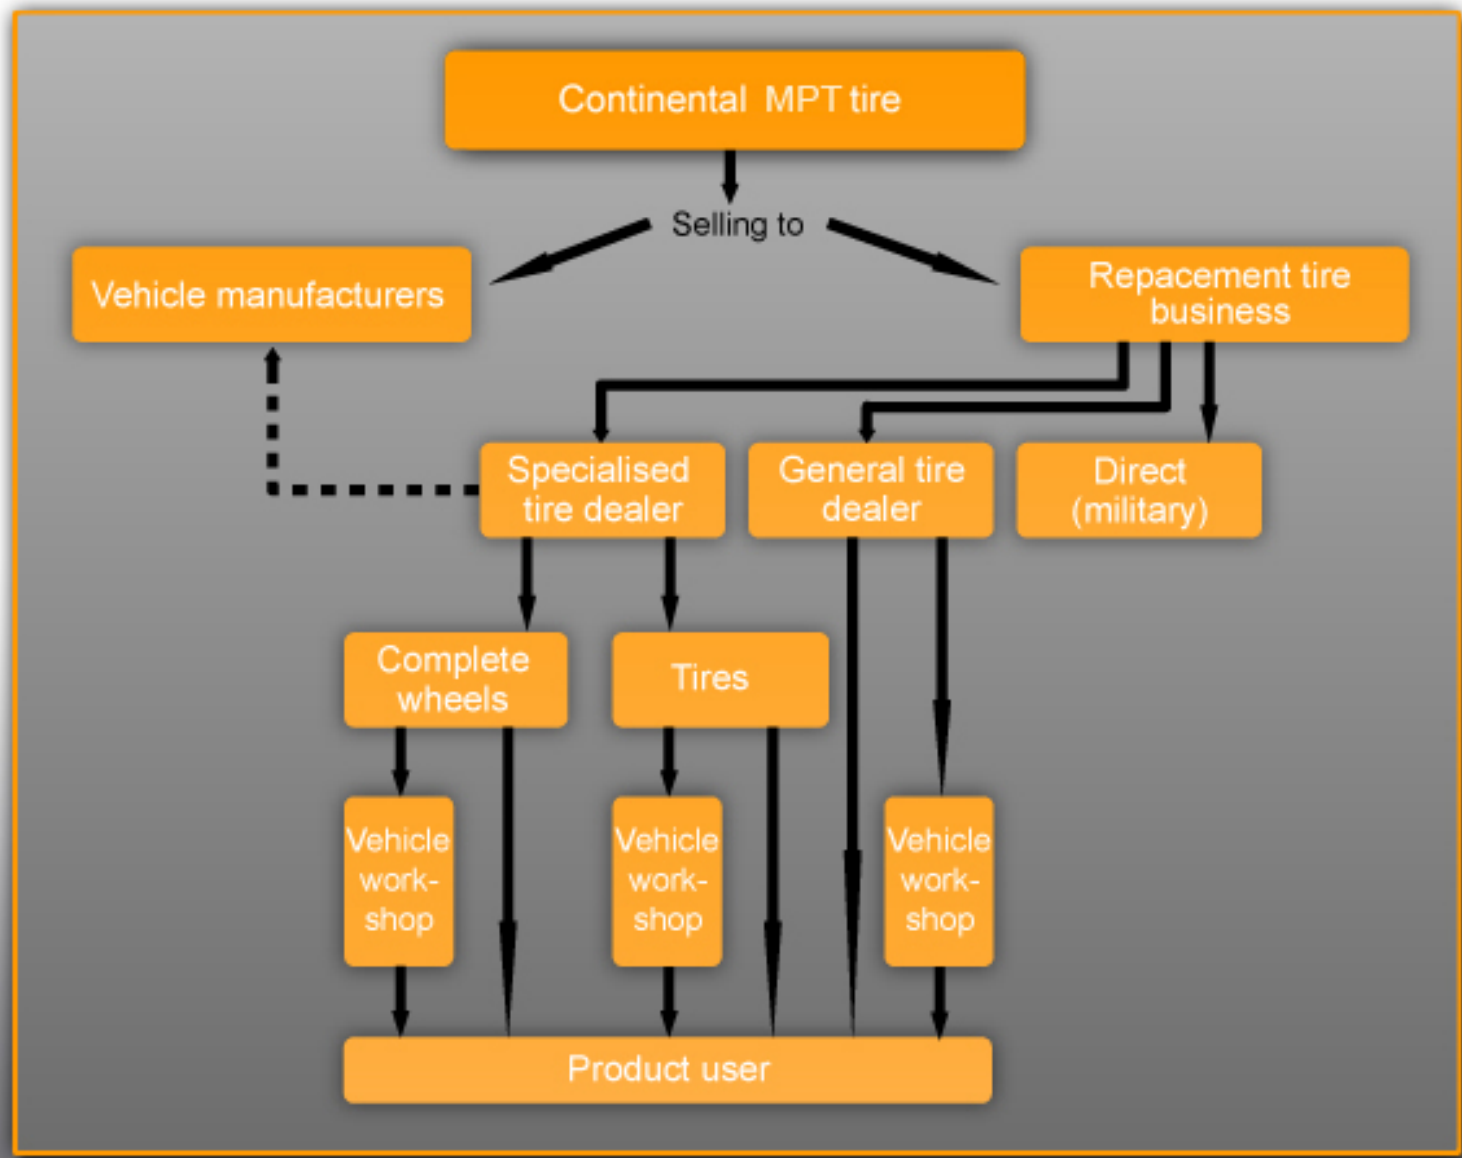 Continental MPT tire
Selling to
Vehicle manufacturers
Repacement tire
business
Specialised
tire dealer
General tire
dealer
Direct
(military)
Complete
wheels
Tires
Vehicle
work-
shop
Vehicle
work-
shop
Vehicle
work-
shop
Product user